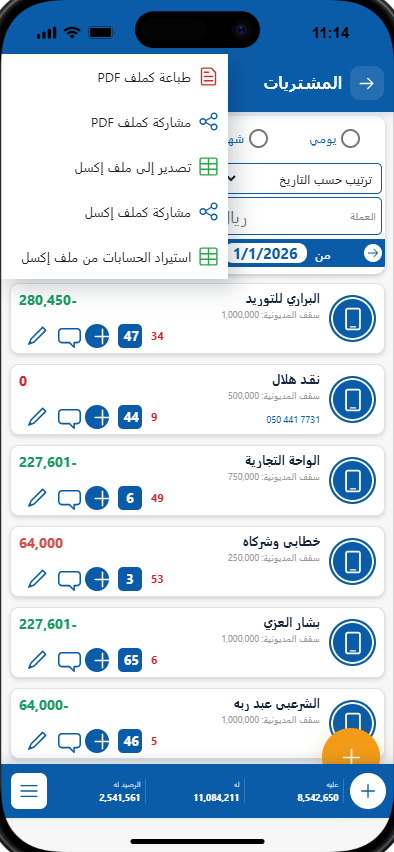 11:14
المشتريات
طباعة كملف PDF
مشاركة كملف PDF
تصدير إلى ملف إكسل
مشاركة كملف إكسل
استيراد الحسابات من ملف إكسل
يومي
شه
ترتيب حسب التاريخ
العملة
ريال
من
1/1/2026
البراري للتوريد
280,450-
سقف المديونية: 1,000,000
47
34
نقد هلال
0
سقف المديونية: 500,000
050 441 7731
44
9
الواحة التجارية
227,601-
سقف المديونية: 750,000
6
49
خطابي وشركاه
64,000
سقف المديونية: 250,000
3
53
بشار العزي
227,601-
سقف المديونية: 1,000,000
65
6
الشرعبي عبد ربه
64,000-
سقف المديونية: 1,000,000
46
5
عليه
8,542,650
له
11,084,211
الرصيد له
2,541,561